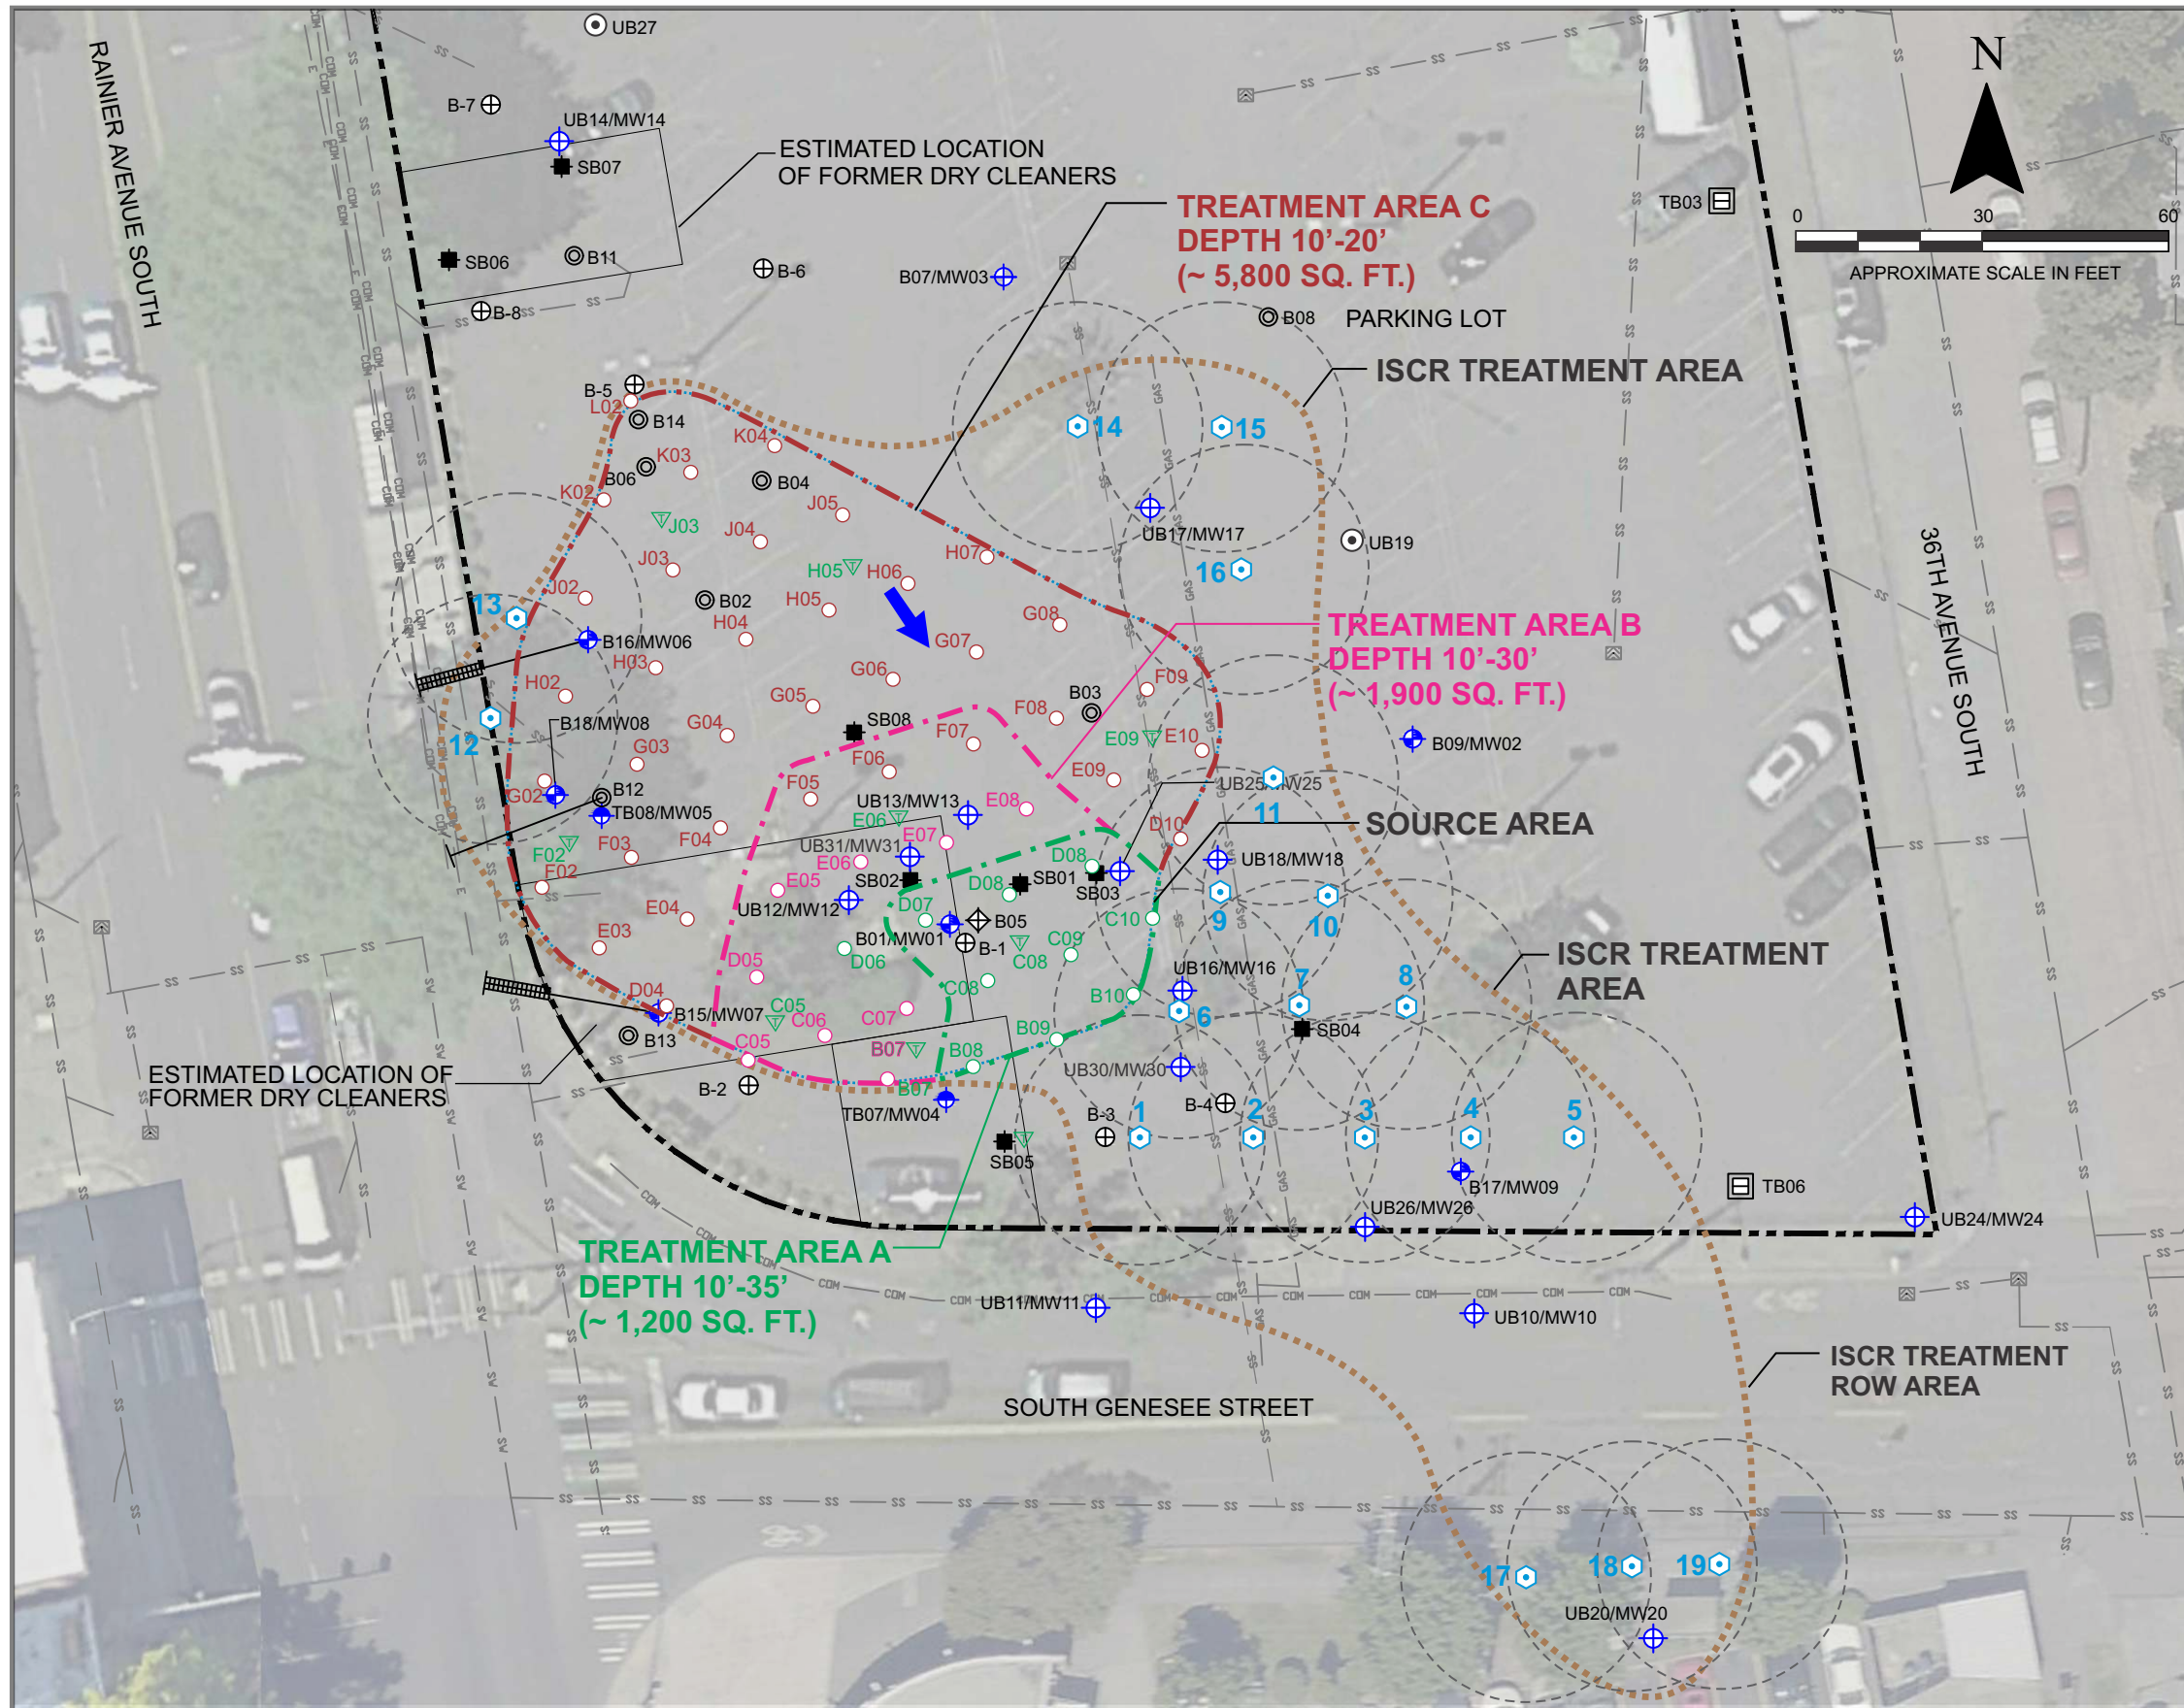 UB27
RAINIER AVENUE SOUTH
N
B-7
UB14/MW14
SB07
ESTIMATED LOCATION
OF FORMER DRY CLEANERS
TREATMENT AREA C
DEPTH 10'-20'
(~ 5,800 SQ. FT.)
TB03
0 30 60
APPROXIMATE SCALE IN FEET
SB06
B11
B-6
B07/MW03
B-8
B08
PARKING LOT
ISCR TREATMENT AREA
B-5
L02
B14
K04
14
15
K03
B06
B04
K02
J03
J05
J04
UB17/MW17
UB19
H07
36TH AVENUE SOUTH
J03
H05
H06
16
J02
13
B02
H05
G08
TREATMENT AREA B
DEPTH 10'-30'
(~ 1,900 SQ. FT.)
H04
B16/MW06
G07
H03
G06
H02
F09
G05
B03
F08
B18/MW08
G04
SB08
F07
E09
E10
B09/MW02
12
G03
F06
E09
UB25/MW25
G02
B12
F05
UB13/MW13
E08
11
TB08/MW05
E06
D10
SOURCE AREA
F04
E07
F02
F03
UB31/MW31
E06
D08
UB18/MW18
F02
E05
SB02
D08
SB01
SB03
UB12/MW12
E04
D07
B05
C10
9
10
E03
B01/MW01
B-1
C09
D06
C08
ISCR TREATMENT
AREA
D05
C08
UB16/MW16
7
8
D04
B10
B15/MW07
C05
C06
C07
6
SB04
B13
B09
C05
B07
B08
UB30/MW30
ESTIMATED LOCATION OF
FORMER DRY CLEANERS
B-2
B07
TB07/MW04
B-4
B-3
1
2
3
4
5
SB05
B17/MW09
TB06
UB26/MW26
UB24/MW24
TREATMENT AREA A
DEPTH 10'-35'
(~ 1,200 SQ. FT.)
UB11/MW11
UB10/MW10
ISCR TREATMENT
ROW AREA
SOUTH GENESEE STREET
17
18
19
UB20/MW20